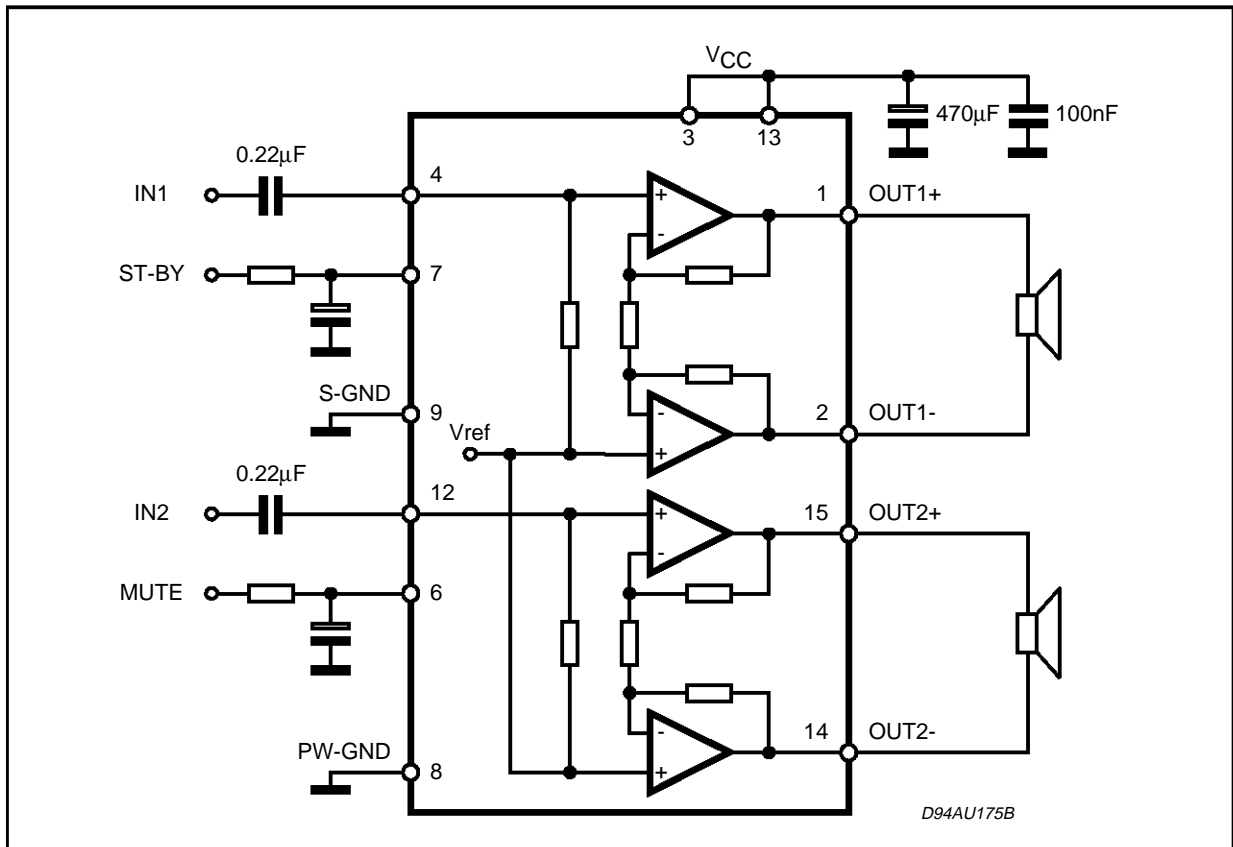 VCC
470µF
100nF
3
13
0.22µF
IN1
4
+
-
1
OUT1+
ST-BY
7
S-GND
9
-
+
2
OUT1-
Vref
0.22µF
IN2
12
+
-
15
OUT2+
MUTE
6
PW-GND
8
-
+
14
OUT2-
D94AU175B